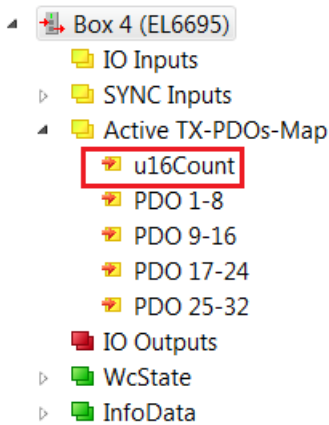 Box 4 (EL6695)
IO Inputs
SYNC Inputs
Active TX-PDOs-Map
u16Count
PDO 1-8
PDO 9-16
PDO 17-24
PDO 25-32
IO Outputs
WcState
InfoData